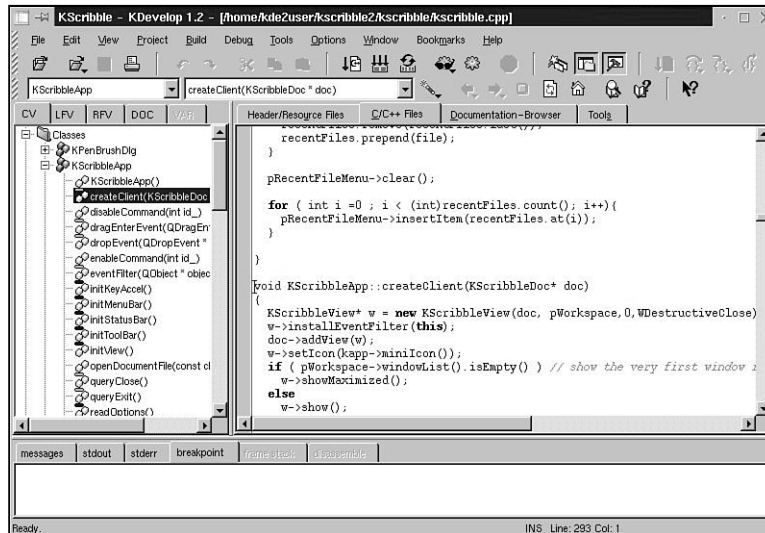 KScribble - KDevelop 1.2 - [/home/kde2user/kscribble2/kscribble/kscribble.cpp]
File Edit View Project Build Debug Tools Options Window Bookmarks Help
KScribbleApp createClient(KScribbleDoc * doc)
CV LFV RFV DOC VAR
Header/Resource Files C/C++ Files Documentation-Browser Tools
Classes
KPenBrushDlg
KScribbleApp
KScribbleApp()
createClient(KScribbleDoc
disableCommand(int id_)
dragEnterEvent(QDragEn
dropEvent(QDropEvent *
enableCommand(int id_)
eventFilter(QObject * objec
initKeyAccel()
initMenuBar()
initStatusBar()
initToolBar()
initView()
openDocumentFile(const cl
queryClose()
queryExit()
readOptions()
recentFiles.prepend(file);
}
pRecentFileMenu->clear();
for ( int i =0 ; i < (int)recentFiles.count(); i++){
pRecentFileMenu->insertItem(recentFiles.at(i));
}
}
void KScribbleApp::createClient(KScribbleDoc* doc)
{
KScribbleView* w = new KScribbleView(doc, pWorkspace,0,WDestructiveClose)
w->installEventFilter(this);
doc->addView(w);
w->setIcon(kapp->miniIcon());
if ( pWorkspace->windowList().isEmpty() ) // show the very first window
w->showMaximized();
else
w->show();
messages stdout stderr breakpoint frame stack disassemble
Ready. INS Line: 293 Col: 1